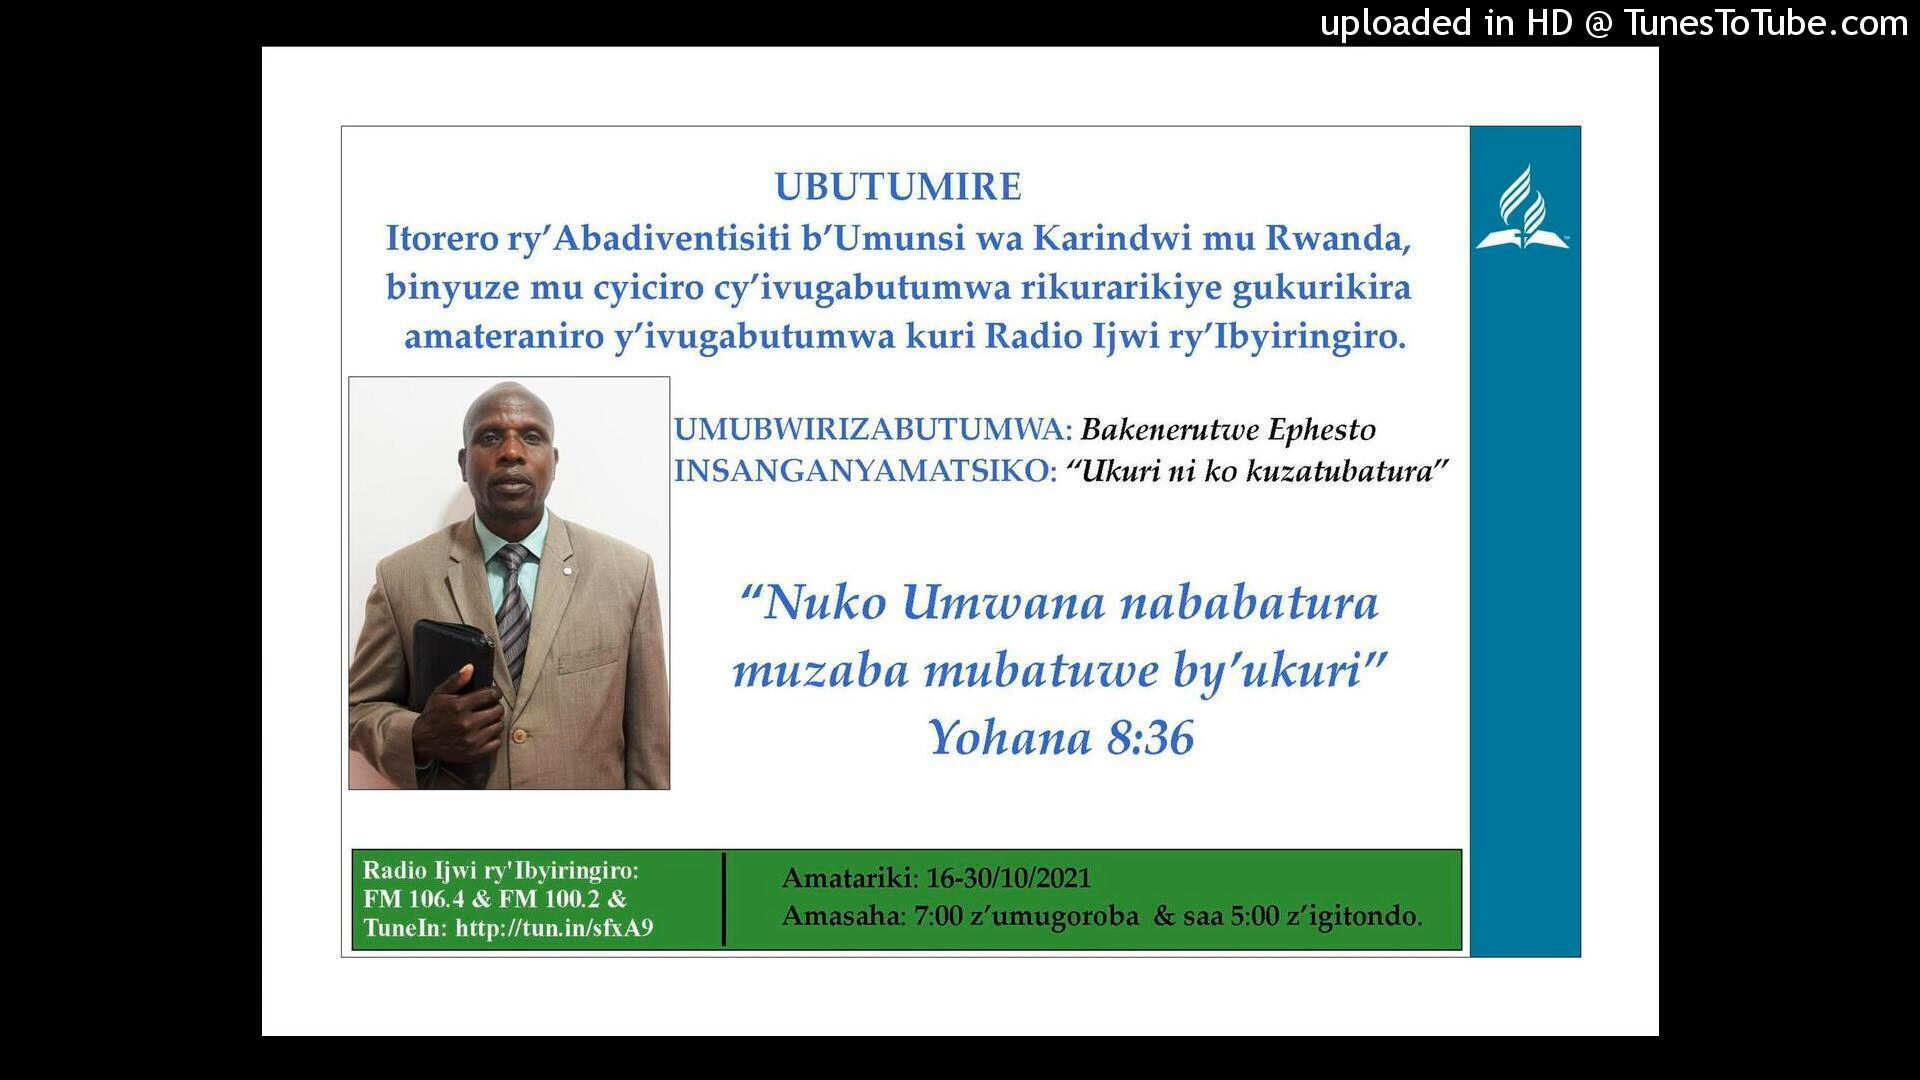 uploaded in HD @ TunesToTube.com
UBUTUMIRE
Itorero ry’Abadiventisiti b’Umunsi wa Karindwi mu Rwanda,
binyuze mu cyiciro cy’ivugabutumwa rikurarikiye gukurikira
amateraniro y’ivugabutumwa kuri Radio Ijwi ry’Ibyiringiro.
UMUBWIRIZABUTUMWA: Bakenerutwe Ephesto
INSANGANYAMATSIKO: “Ukuri ni ko kuzatubatura”
“Nuko Umwana nababatura
muzaba mubatuwe by’ukuri”
Yohana 8:36
Radio Ijwi ry'Ibyiringiro:
FM 106.4 & FM 100.2 &
TuneIn: http://tun.in/sfxA9
Amatariki: 16-30/10/2021
Amasaha: 7:00 z’umugoroba & saa 5:00 z’igitondo.